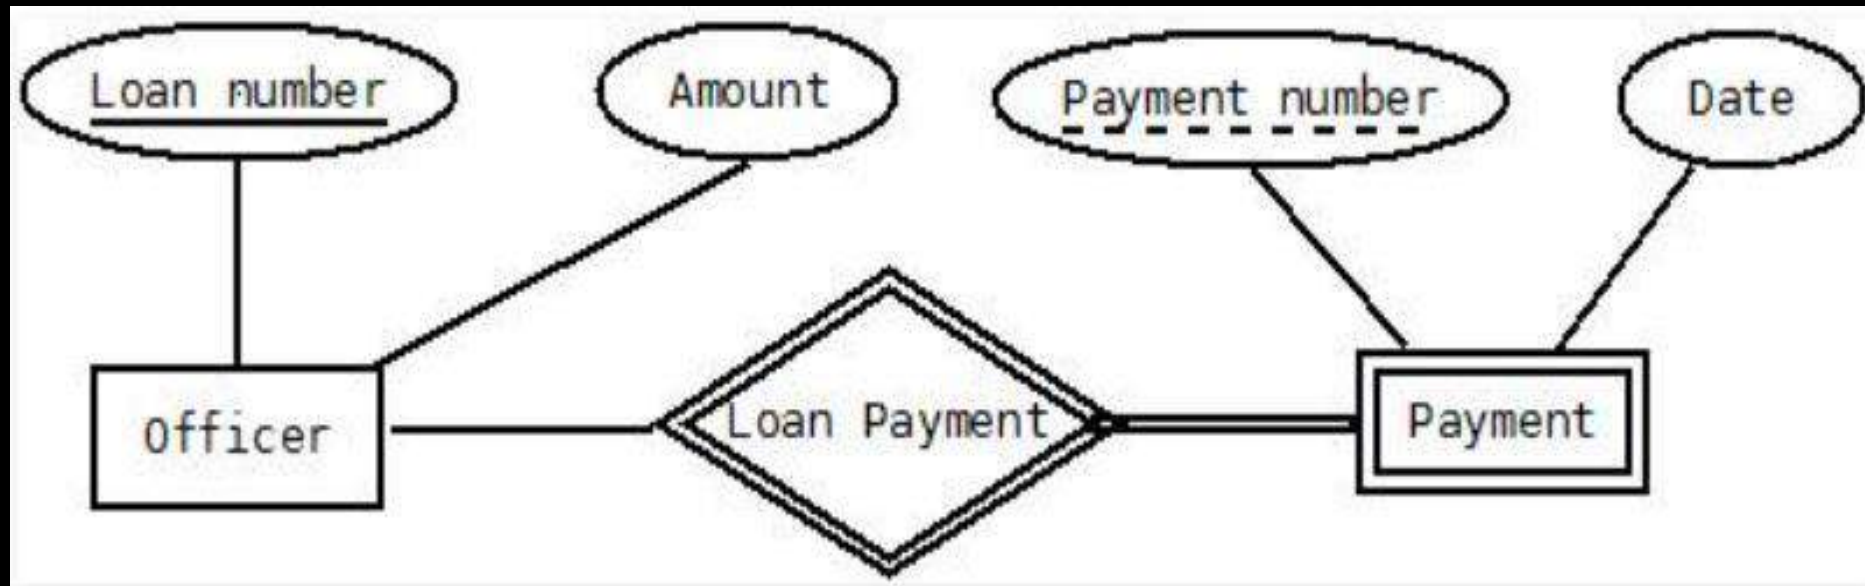 Loan number
Amount
Payment number
Date
Officer
Loan Payment
Payment